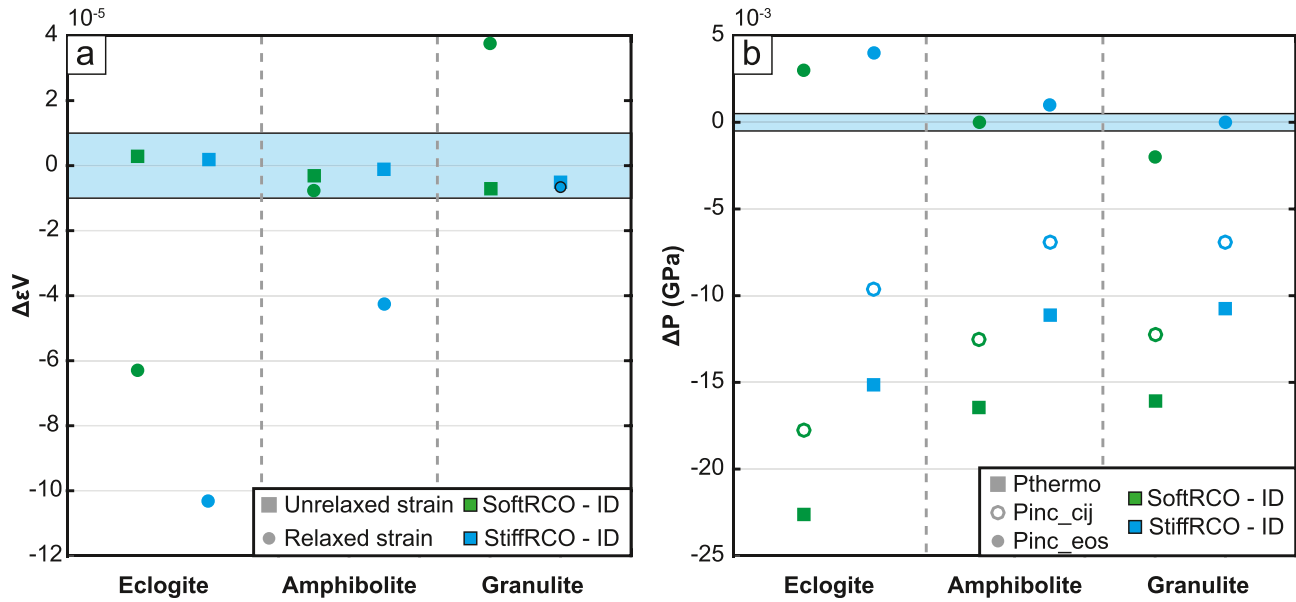 10⁻⁵
a
4
2
0
-2
-4
-6
-8
-10
-12
ΔεV
Unrelaxed strain
SoftRCO - ID
Relaxed strain
StiffRCO - ID
Eclogite
Amphibolite
Granulite
10⁻³
b
5
0
-5
-10
-15
-20
-25
ΔP (GPa)
Pthermo
Pinc_cij
Pinc_eos
SoftRCO - ID
StiffRCO - ID
Eclogite
Amphibolite
Granulite